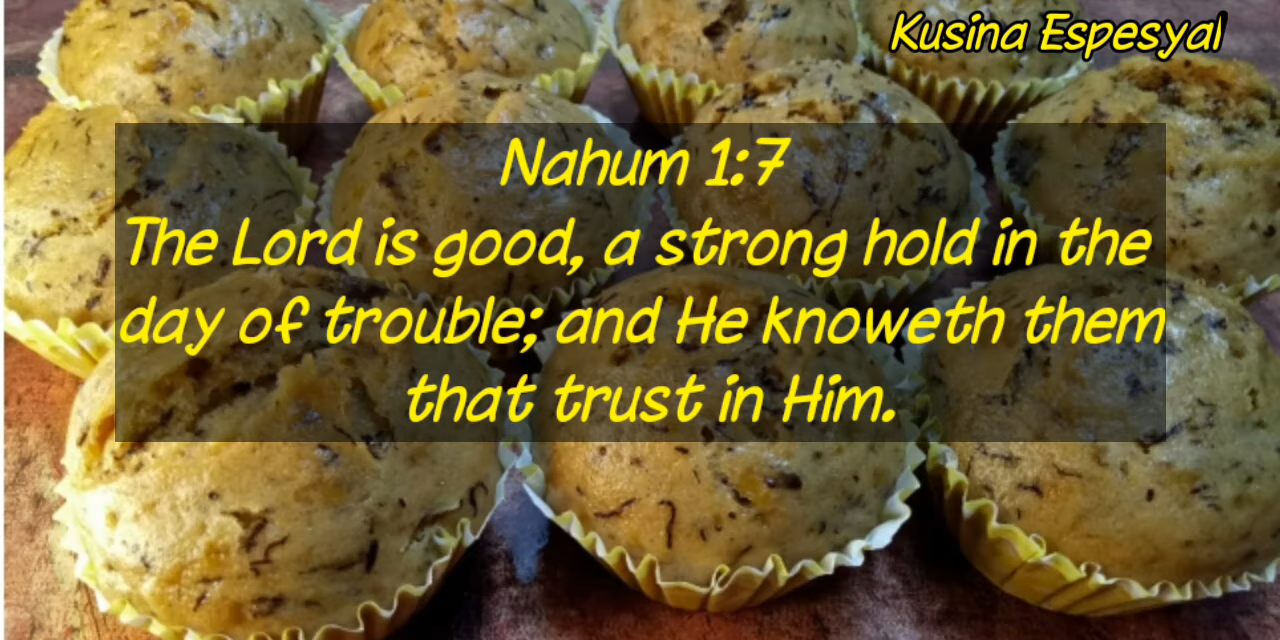 Kusina Espesyal
Nahum 1:7
The Lord is good, a strong hold in the
day of trouble; and He knoweth them
that trust in Him.